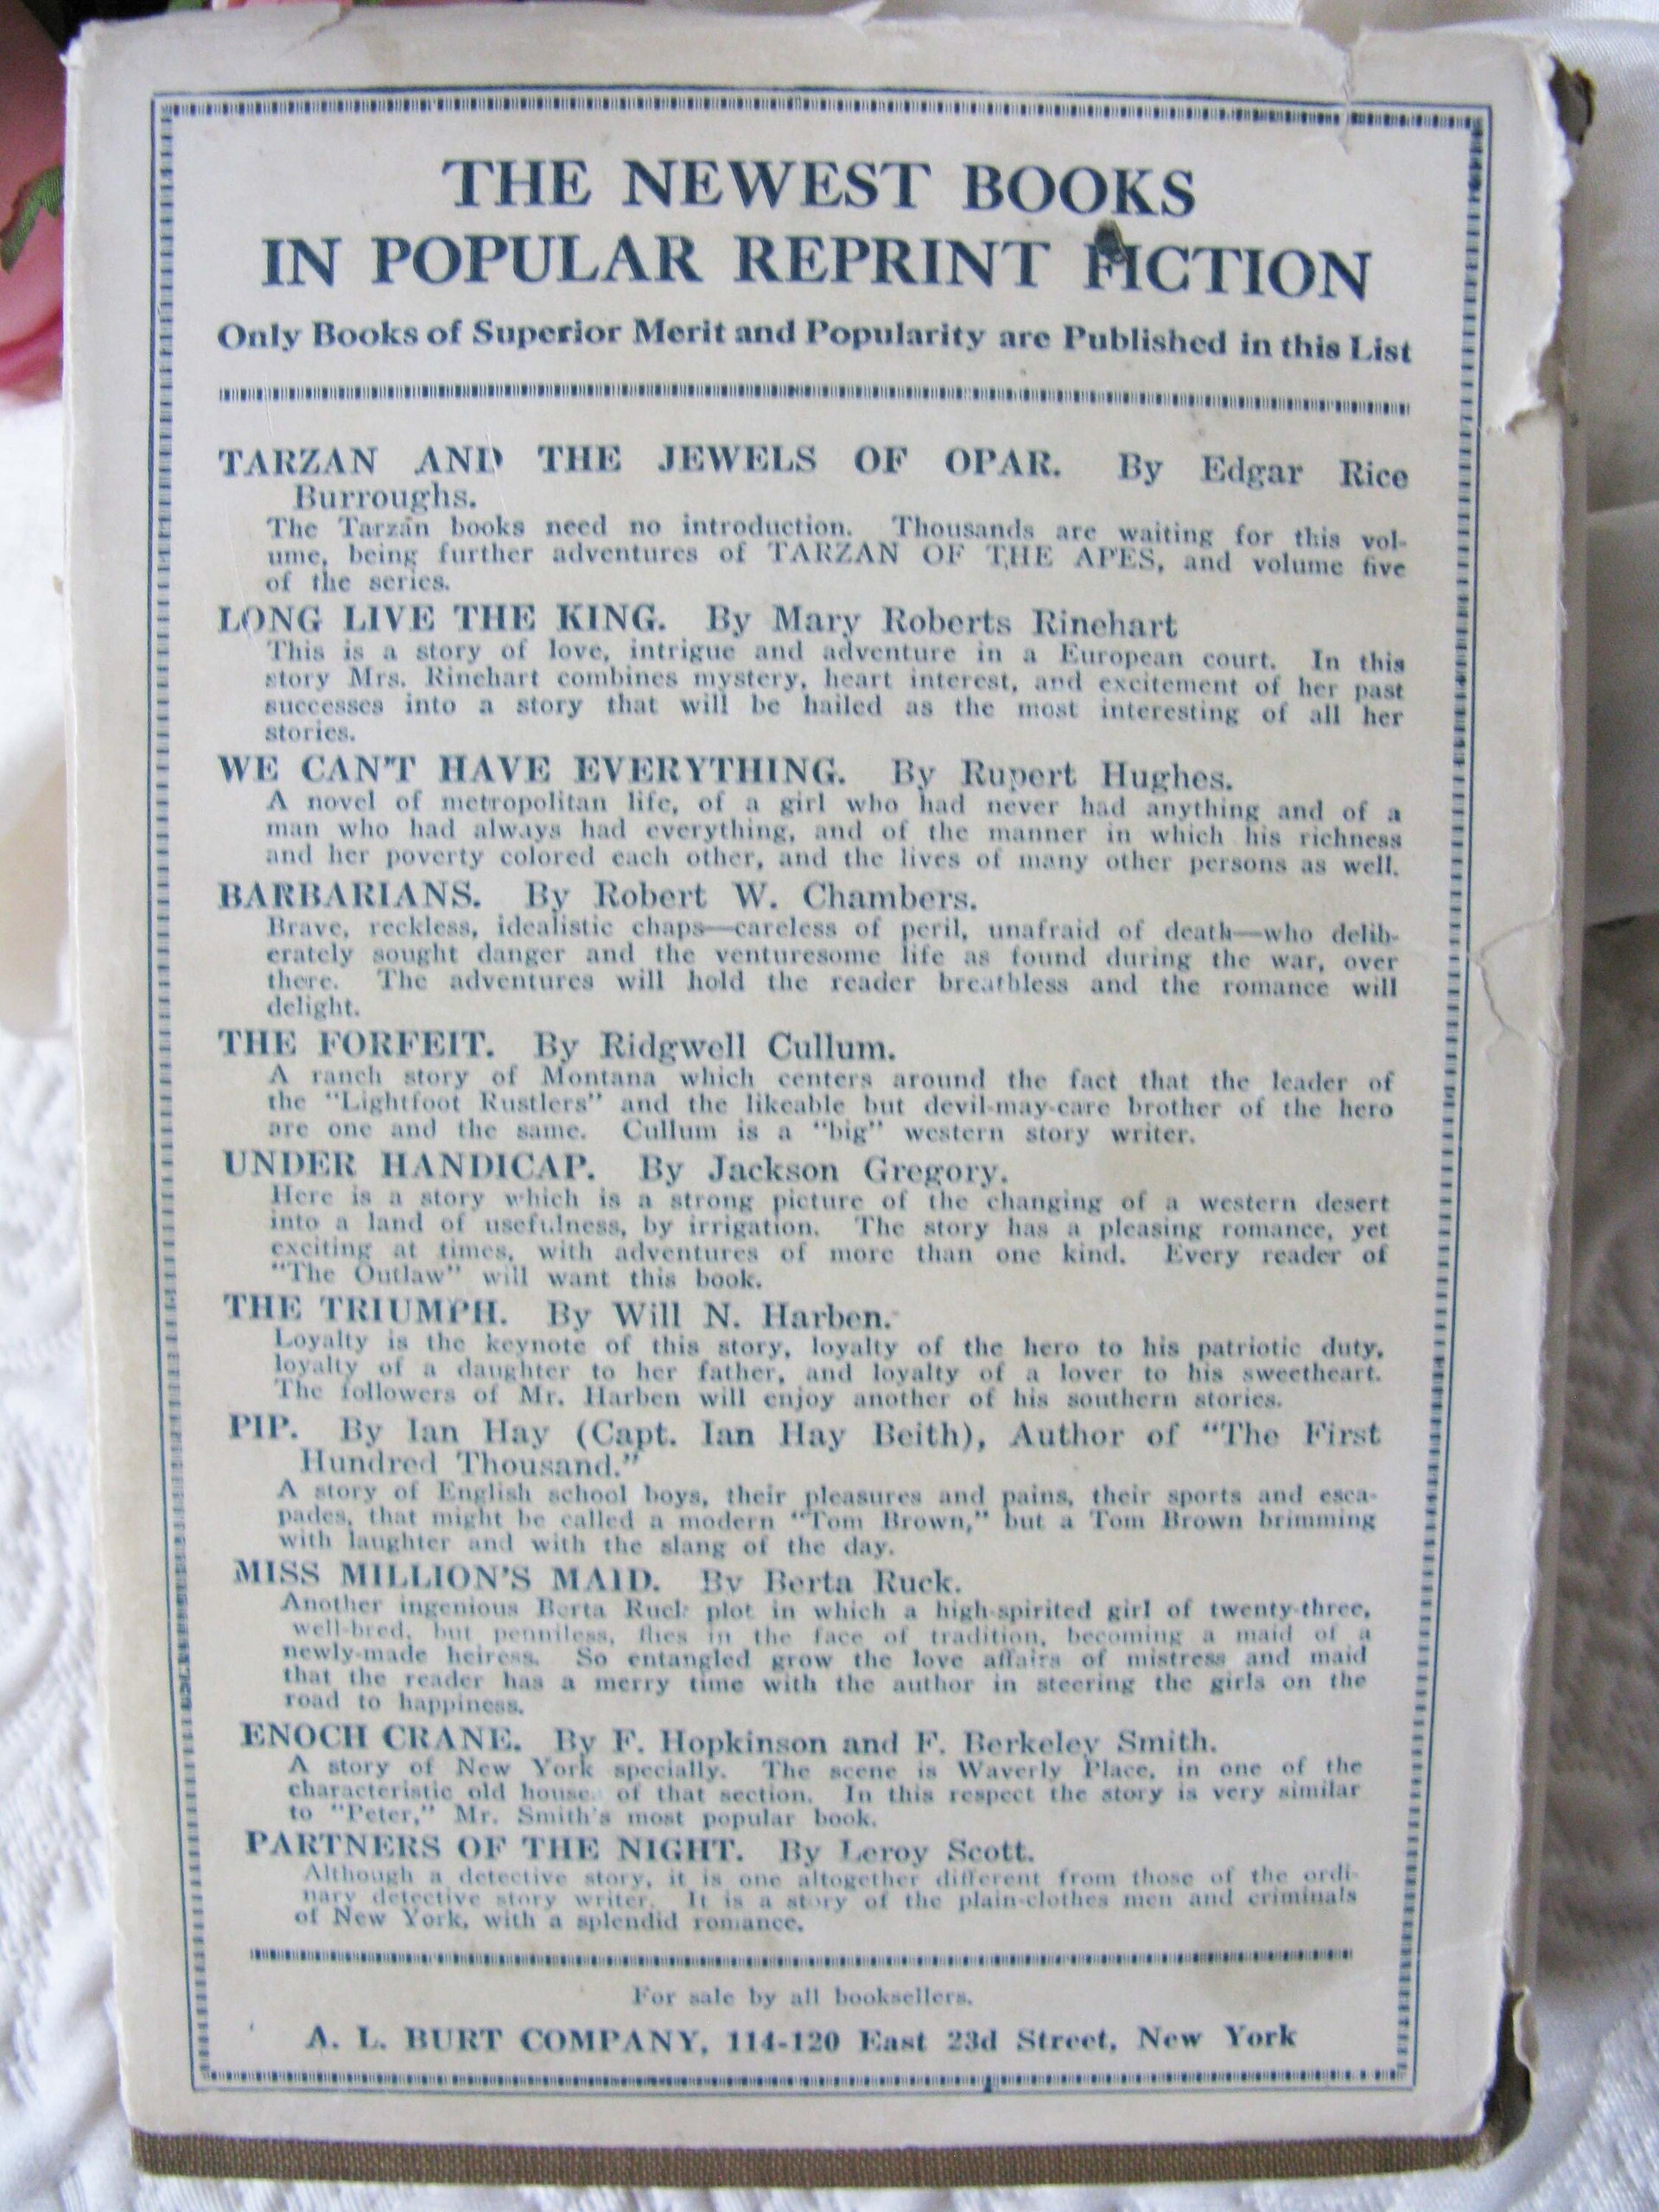 THE NEWEST BOOKS
IN POPULAR REPRINT FICTION
Only Books of Superior Merit and Popularity are Published in this List
TARZAN AND THE JEWELS OF OPAR. By Edgar Rice
Burroughs.
The Tarzan books need no introduction. Thousands are waiting for this vol-
ume, being further adventures of TARZAN OF THE APES, and volume five
of the series.
LONG LIVE THE KING. By Mary Roberts Rinehart
This is a story of love, intrigue and adventure in a European court. In this
story Mrs. Rinehart combines mystery, heart interest, and excitement of her past
successes into a story that will be hailed as the most interesting of all her
stories.
WE CAN'T HAVE EVERYTHING. By Rupert Hughes.
A novel of metropolitan life, of a girl who had never had anything and of a
man who had always had everything, and of the manner in which his richness
and her poverty colored each other, and the lives of many other persons as well.
BARBARIANS. By Robert W. Chambers.
Brave, reckless, idealistic chaps—careless of peril, unafraid of death—who delib-
erately sought danger and the venturesome life as found during the war, over
there. The adventures will hold the reader breathless and the romance will
delight.
THE FORFEIT. By Ridgwell Cullum.
A ranch story of Montana which centers around the fact that the leader of
the "Lightfoot Rustlers" and the likeable but devil-may-care brother of the hero
are one and the same. Cullum is a "big" western story writer.
UNDER HANDICAP. By Jackson Gregory.
Here is a story which is a strong picture of the changing of a western desert
into a land of usefulness, by irrigation. The story has a pleasing romance, yet
exciting at times, with adventures of more than one kind. Every reader of
"The Outlaw" will want this book.
THE TRIUMPH. By Will N. Harben.
Loyalty is the keynote of this story, loyalty of the hero to his patriotic duty,
loyalty of a daughter to her father, and loyalty of a lover to his sweetheart.
The followers of Mr. Harben will enjoy another of his southern stories.
PIP. By Ian Hay (Capt. Ian Hay Beith), Author of "The First
Hundred Thousand."
A story of English school boys, their pleasures and pains, their sports and esca-
pades, that might be called a modern "Tom Brown," but a Tom Brown brimming
with laughter and with the slang of the day.
MISS MILLION'S MAID. By Berta Ruck.
Another ingenious Berta Ruck plot in which a high-spirited girl of twenty-three,
well-bred, but penniless, flies in the face of tradition, becoming a maid of a
newly-made heiress. So entangled grow the love affairs of mistress and maid
that the reader has a merry time with the author in steering the girls on the
road to happiness.
ENOCH CRANE. By F. Hopkinson and F. Berkeley Smith.
A story of New York specially. The scene is Waverly Place, in one of the
characteristic old houses of that section. In this respect the story is very similar
to "Peter," Mr. Smith's most popular book.
PARTNERS OF THE NIGHT. By Leroy Scott.
Although a detective story, it is one altogether different from those of the ordi-
nary detective story writer. It is a story of the plain-clothes men and criminals
of New York, with a splendid romance.
For sale by all booksellers.
A. L. BURT COMPANY, 114-120 East 23d Street, New York